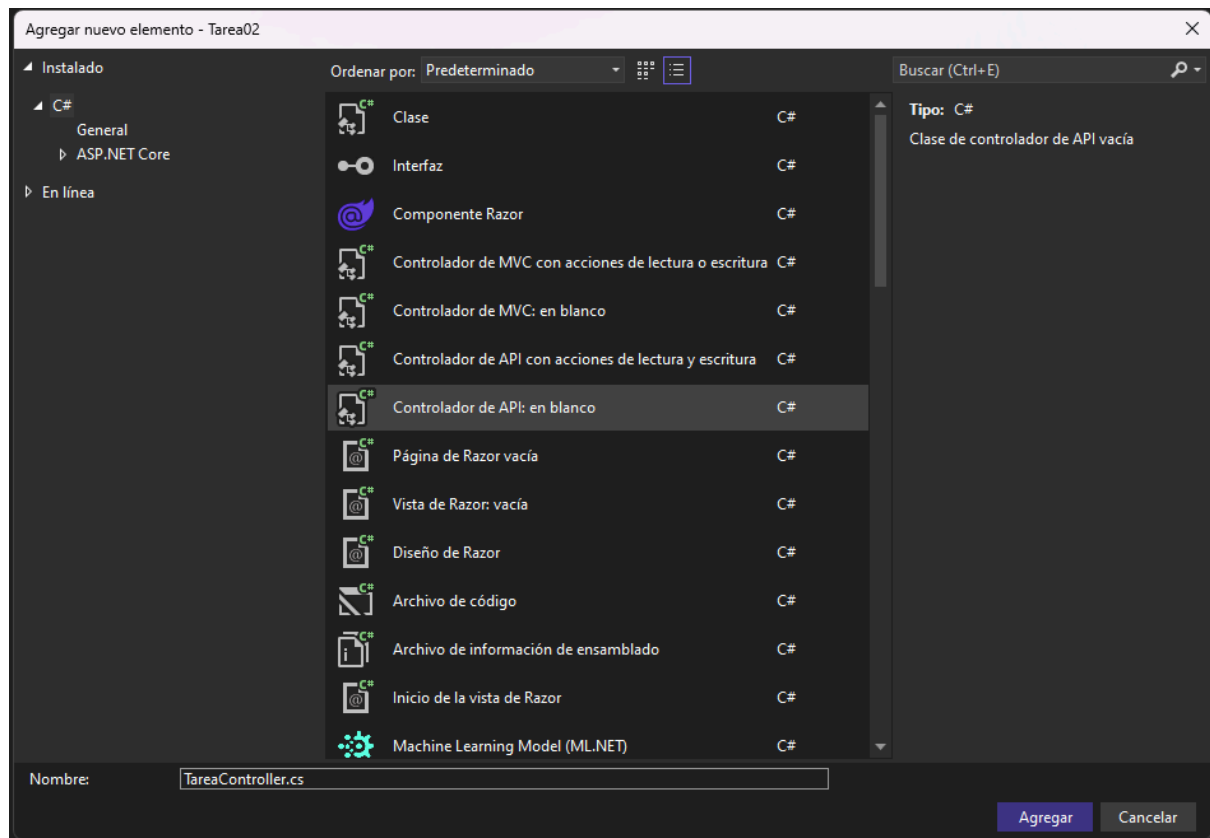 Agregar nuevo elemento - Tarea02
Instalado
C#
General
ASP.NET Core
En línea
Ordenar por: Predeterminado
Buscar (Ctrl+E)
Clase C#
Interfaz C#
Componente Razor C#
Controlador de MVC con acciones de lectura o escritura C#
Controlador de MVC: en blanco C#
Controlador de API con acciones de lectura y escritura C#
Controlador de API: en blanco C#
Página de Razor vacía C#
Vista de Razor: vacía C#
Diseño de Razor C#
Archivo de código C#
Archivo de información de ensamblado C#
Inicio de la vista de Razor C#
Machine Learning Model (ML.NET) C#
Tipo: C#
Clase de controlador de API vacía
Nombre: TareaController.cs
Agregar Cancelar